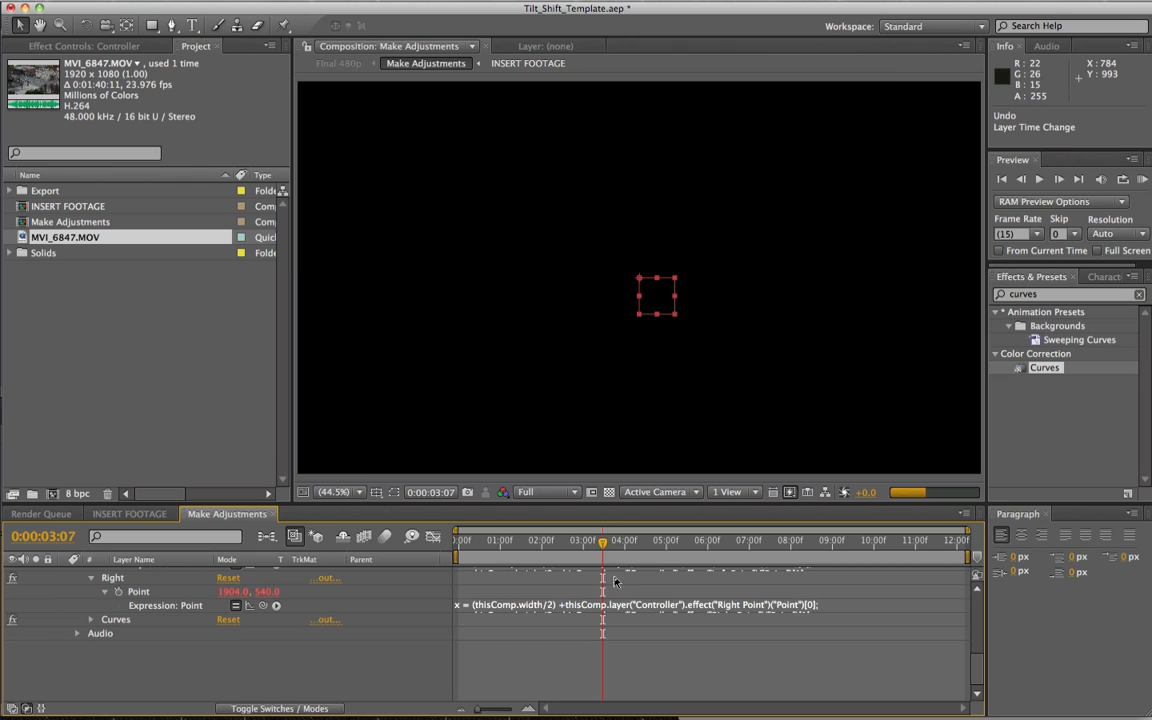 Tilt_Shift_Template.aep *
Workspace: Standard
Search Help
Effect Controls: Controller
Project
Composition: Make Adjustments
Layer: (none)
Info
Audio
MVI_6847.MOV ▾ , used 1 time
1920 x 1080 (1.00)
Δ 0:01:40:11, 23.976 fps
Millions of Colors
H.264
48.000 kHz / 16 bit U / Stereo
Final 480p
Make Adjustments
INSERT FOOTAGE
R : 22
G : 26
B : 15
A : 255
X : 784
Y : 993
Undo
Layer Time Change
Preview
RAM Preview Options
Frame Rate
Skip
Resolution
(15)
0
Auto
From Current Time
Full Screen
Name
Type
Export
Folde
INSERT FOOTAGE
Com
Make Adjustments
Com
MVI_6847.MOV
Quic
Solids
Folde
Effects & Presets
Charact
curves
* Animation Presets
Backgrounds
Sweeping Curves
Color Correction
Curves
8 bpc
(44.5%)
0:00:03:07
Full
Active Camera
1 View
+0.0
Render Queue
INSERT FOOTAGE
Make Adjustments
Paragraph
0:00:03:07
:00f
01:00f
02:00f
03:00f
04:00f
05:00f
06:00f
07:00f
08:00f
09:00f
10:00f
11:00f
12:00f
#
Layer Name
Mode
T
TrkMat
Parent
0 px
0 px
0 px
0 px
0 px
Right
Reset
...out...
Point
1904.0, 540.0
Expression: Point
x = (thisComp.width/2) +thisComp.layer("Controller").effect("Right Point")("Point")[0];
Curves
Reset
...out...
Audio
Toggle Switches / Modes